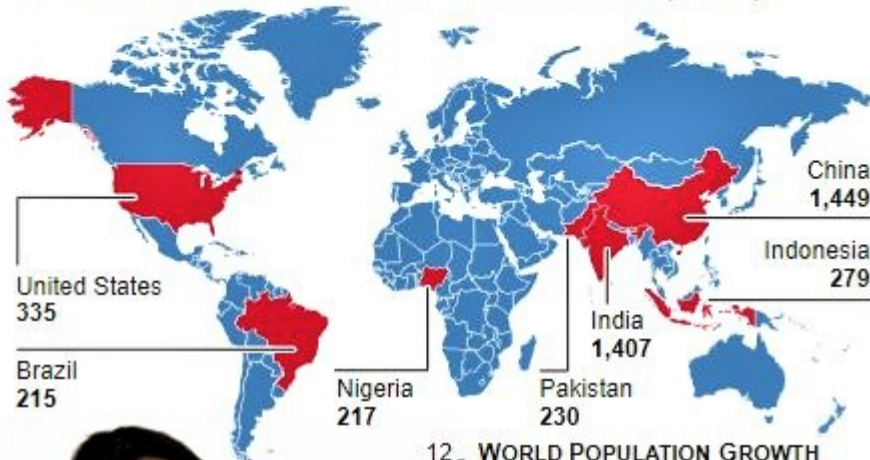 China
1,449
Indonesia
279
United States
335
India
1,407
Brazil
215
Nigeria
217
Pakistan
230
12 WORLD POPULATION GROWTH